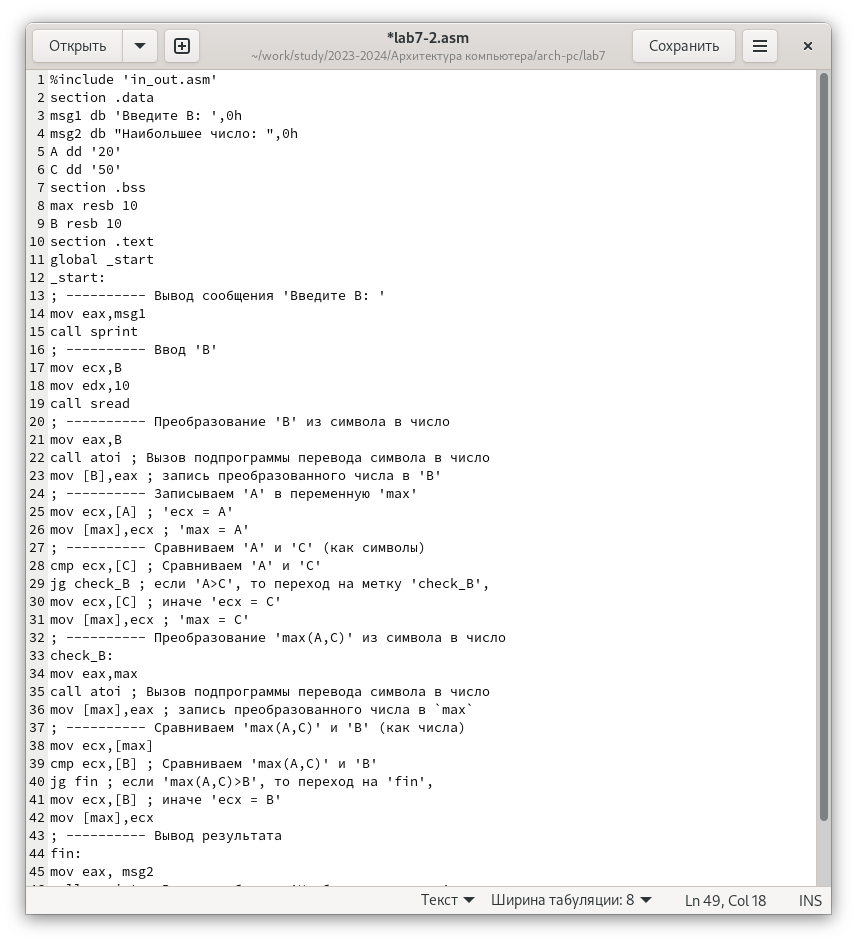 Открыть
*lab7-2.asm
~/work/study/2023-2024/Архитектура компьютера/arch-pc/lab7
Сохранить
1 %include 'in_out.asm'
2 section .data
3 msg1 db 'Введите B: ',0h
4 msg2 db "Наибольшее число: ",0h
5 A dd '20'
6 C dd '50'
7 section .bss
8 max resb 10
9 B resb 10
10 section .text
11 global _start
12 _start:
13 ; ---------- Вывод сообщения 'Введите B: '
14 mov eax,msg1
15 call sprint
16 ; ---------- Ввод 'B'
17 mov ecx,B
18 mov edx,10
19 call sread
20 ; ---------- Преобразование 'B' из символа в число
21 mov eax,B
22 call atoi ; Вызов подпрограммы перевода символа в число
23 mov [B],eax ; запись преобразованного числа в 'B'
24 ; ---------- Записываем 'A' в переменную 'max'
25 mov ecx,[A] ; 'ecx = A'
26 mov [max],ecx ; 'max = A'
27 ; ---------- Сравниваем 'A' и 'С' (как символы)
28 cmp ecx,[C] ; Сравниваем 'A' и 'С'
29 jg check_B ; если 'A>C', то переход на метку 'check_B',
30 mov ecx,[C] ; иначе 'ecx = C'
31 mov [max],ecx ; 'max = C'
32 ; ---------- Преобразование 'max(A,C)' из символа в число
33 check_B:
34 mov eax,max
35 call atoi ; Вызов подпрограммы перевода символа в число
36 mov [max],eax ; запись преобразованного числа в `max`
37 ; ---------- Сравниваем 'max(A,C)' и 'B' (как числа)
38 mov ecx,[max]
39 cmp ecx,[B] ; Сравниваем 'max(A,C)' и 'B'
40 jg fin ; если 'max(A,C)>B', то переход на 'fin',
41 mov ecx,[B] ; иначе 'ecx = B'
42 mov [max],ecx
43 ; ---------- Вывод результата
44 fin:
45 mov eax, msg2
Текст Ширина табуляции: 8 Ln 49, Col 18 INS